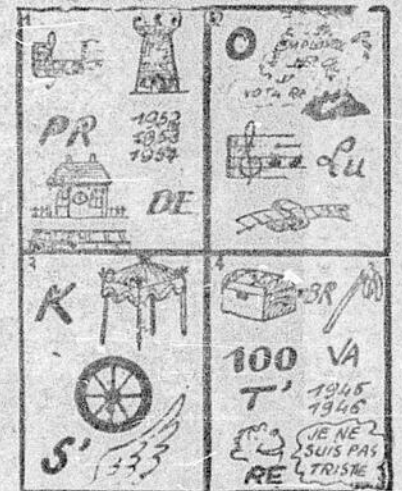 1
PR
1952
1953
1954
DE
2
O
LU
3
K
S'
4
BR
100 VA
T'
1945
1946
JE NE
SUIS PAS
TRISTE
RE